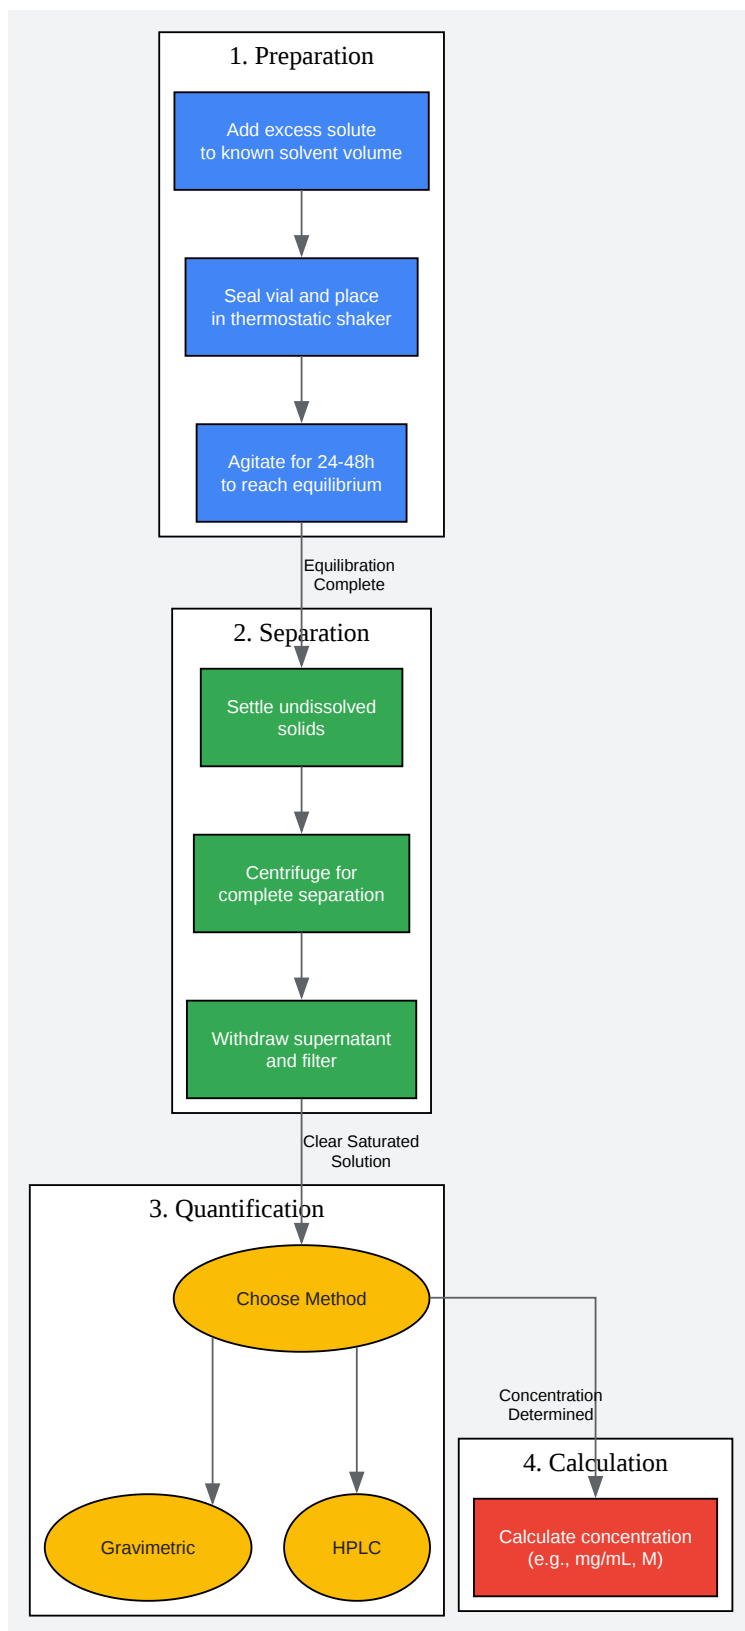 1. Preparation
Add excess solute
to known solvent volume
Seal vial and place
in thermostatic shaker
Agitate for 24-48h
to reach equilibrium
Equilibration
Complete
2. Separation
Settle undissolved
solids
Centrifuge for
complete separation
Withdraw supernatant
and filter
Clear Saturated
Solution
3. Quantification
Choose Method
Gravimetric
HPLC
Concentration
Determined
4. Calculation
Calculate concentration
(e.g., mg/mL, M)